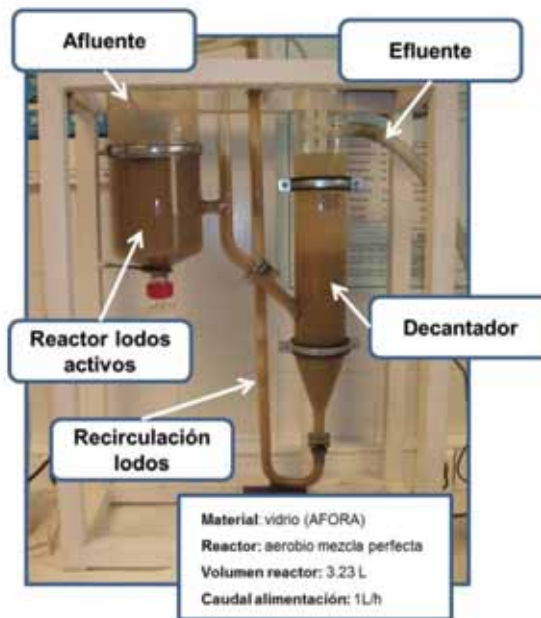 Afluente
Efluente
Reactor lodos
activos
Decantador
Recirculación
lodos
Material: vidrio (AFORA)
Reactor: aerobio mezcla perfecta
Volumen reactor: 3.23 L
Caudal alimentación: 1L/h